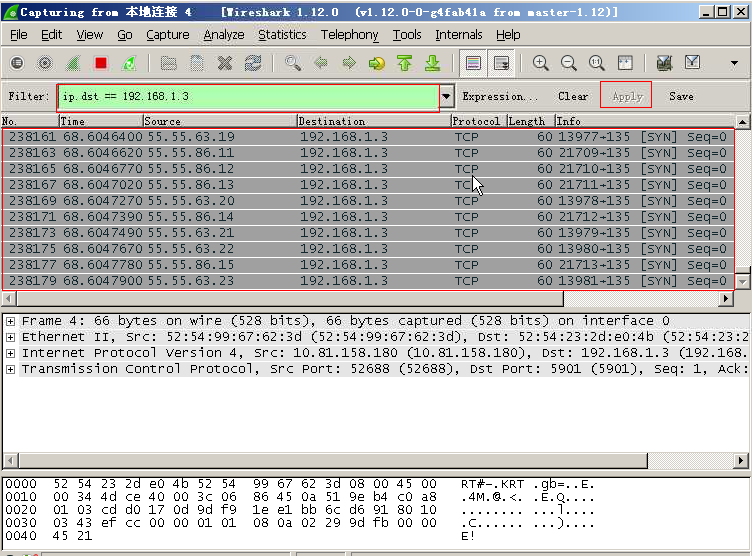 Capturing from 本地连接 4 [Wireshark 1.12.0 (v1.12.0-0-g4fab41a from master-1.12)]
File Edit View Go Capture Analyze Statistics Telephony Tools Internals Help
Filter: ip.dst == 192.168.1.3 Expression... Clear Apply Save
No. Time Source Destination Protocol Length Info
238161 68.6046400 55.55.63.19 192.168.1.3 TCP 60 13977→135 [SYN] Seq=0
238163 68.6046620 55.55.86.11 192.168.1.3 TCP 60 21709→135 [SYN] Seq=0
238165 68.6046770 55.55.86.12 192.168.1.3 TCP 60 21710→135 [SYN] Seq=0
238167 68.6047020 55.55.86.13 192.168.1.3 TCP 60 21711→135 [SYN] Seq=0
238169 68.6047270 55.55.63.20 192.168.1.3 TCP 60 13978→135 [SYN] Seq=0
238171 68.6047390 55.55.86.14 192.168.1.3 TCP 60 21712→135 [SYN] Seq=0
238173 68.6047490 55.55.63.21 192.168.1.3 TCP 60 13979→135 [SYN] Seq=0
238175 68.6047670 55.55.63.22 192.168.1.3 TCP 60 13980→135 [SYN] Seq=0
238177 68.6047780 55.55.86.15 192.168.1.3 TCP 60 21713→135 [SYN] Seq=0
238179 68.6047900 55.55.63.23 192.168.1.3 TCP 60 13981→135 [SYN] Seq=0
Frame 4: 66 bytes on wire (528 bits), 66 bytes captured (528 bits) on interface 0
Ethernet II, Src: 52:54:99:67:62:3d (52:54:99:67:62:3d), Dst: 52:54:23:2d:e0:4b (52:54:23:2
Internet Protocol Version 4, Src: 10.81.158.180 (10.81.158.180), Dst: 192.168.1.3 (192.168.
Transmission Control Protocol, Src Port: 52688 (52688), Dst Port: 5901 (5901), Seq: 1, Ack:
0000 52 54 23 2d e0 4b 52 54 99 67 62 3d 08 00 45 00 RT#-.KRT .gb=..E.
0010 00 34 4d ce 40 00 3c 06 86 45 0a 51 9e b4 c0 a8 .4M.@.<. .E.Q....
0020 01 03 cd d0 17 0d 9d f9 1e e1 bb 6c d6 91 80 10 ........ ...l....
0030 03 43 ef cc 00 00 01 01 08 0a 02 29 9d fb 00 00 .C...... ...)....
0040 45 21 E!